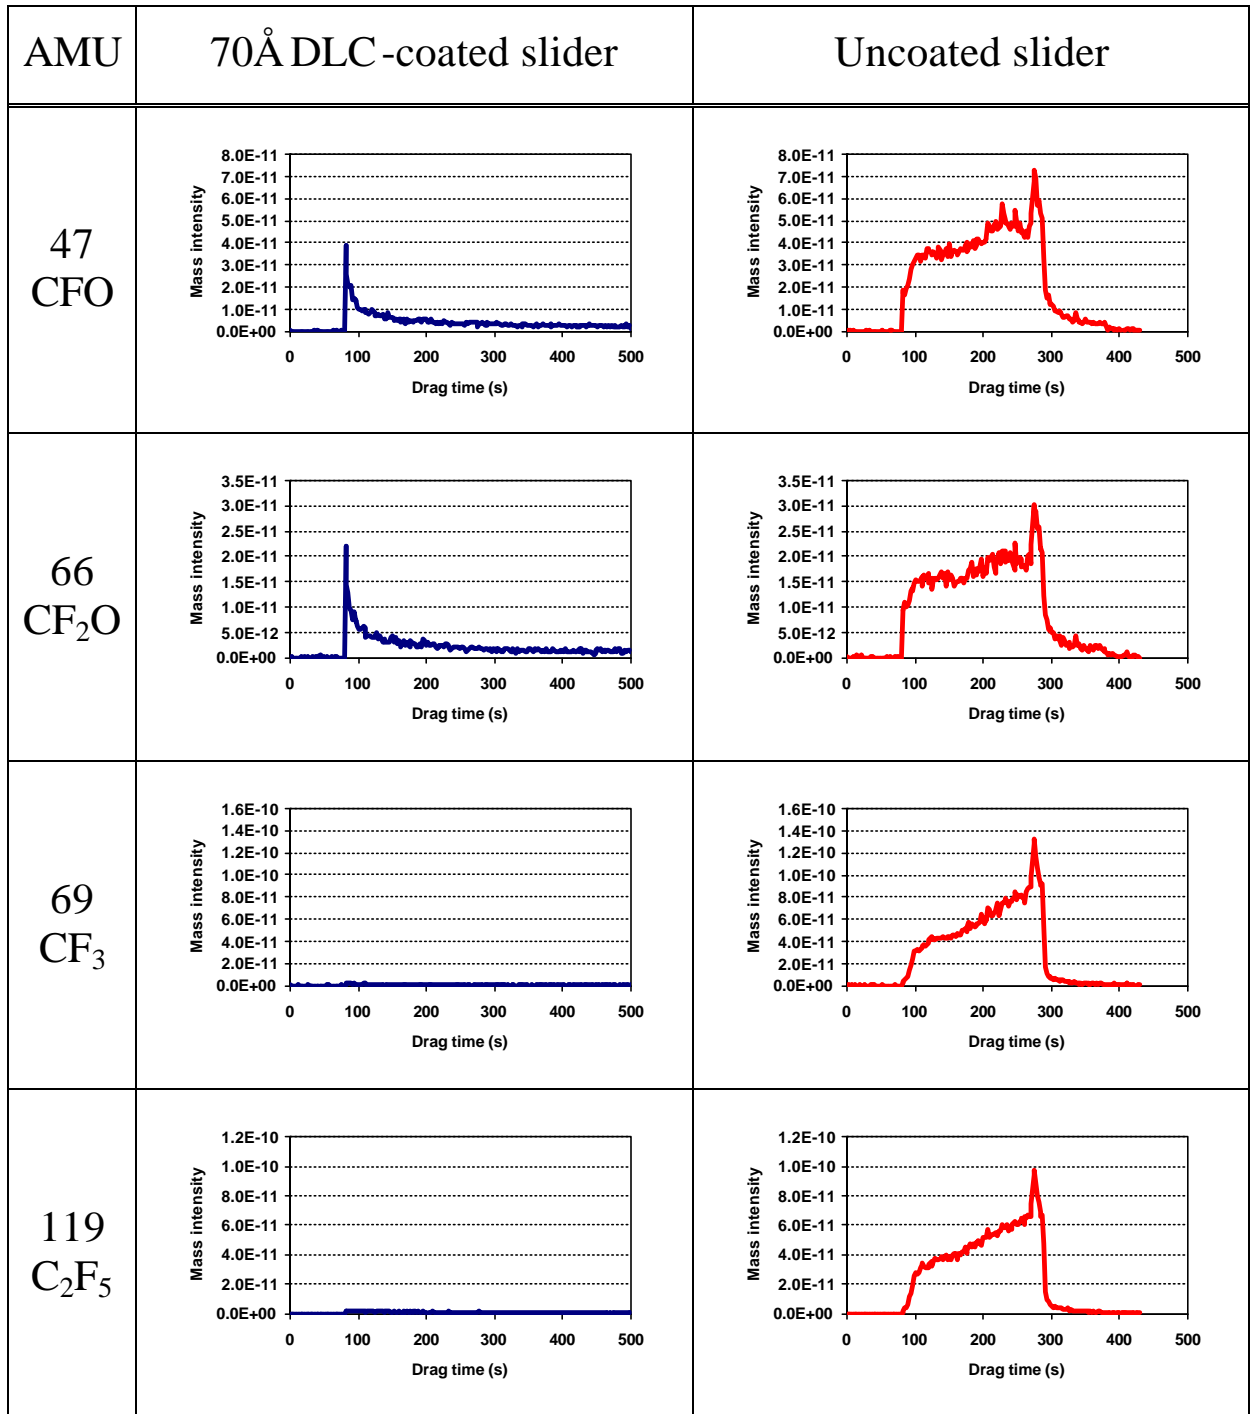 AMU 70Å DLC-coated slider Uncoated slider
47
CFO
8.0E-11
7.0E-11
6.0E-11
5.0E-11
4.0E-11
3.0E-11
2.0E-11
1.0E-11
0.0E+00
Mass intensity
0 100 200 300 400 500
Drag time (s)
8.0E-11
7.0E-11
6.0E-11
5.0E-11
4.0E-11
3.0E-11
2.0E-11
1.0E-11
0.0E+00
Mass intensity
0 100 200 300 400 500
Drag time (s)
66
CF₂O
3.5E-11
3.0E-11
2.5E-11
2.0E-11
1.5E-11
1.0E-11
5.0E-12
0.0E+00
Mass intensity
0 100 200 300 400 500
Drag time (s)
3.5E-11
3.0E-11
2.5E-11
2.0E-11
1.5E-11
1.0E-11
5.0E-12
0.0E+00
Mass intensity
0 100 200 300 400 500
Drag time (s)
69
CF₃
1.6E-10
1.4E-10
1.2E-10
1.0E-10
8.0E-11
6.0E-11
4.0E-11
2.0E-11
0.0E+00
Mass intensity
0 100 200 300 400 500
Drag time (s)
1.6E-10
1.4E-10
1.2E-10
1.0E-10
8.0E-11
6.0E-11
4.0E-11
2.0E-11
0.0E+00
Mass intensity
0 100 200 300 400 500
Drag time (s)
119
C₂F₅
1.2E-10
1.0E-10
8.0E-11
6.0E-11
4.0E-11
2.0E-11
0.0E+00
Mass intensity
0 100 200 300 400 500
Drag time (s)
1.2E-10
1.0E-10
8.0E-11
6.0E-11
4.0E-11
2.0E-11
0.0E+00
Mass intensity
0 100 200 300 400 500
Drag time (s)